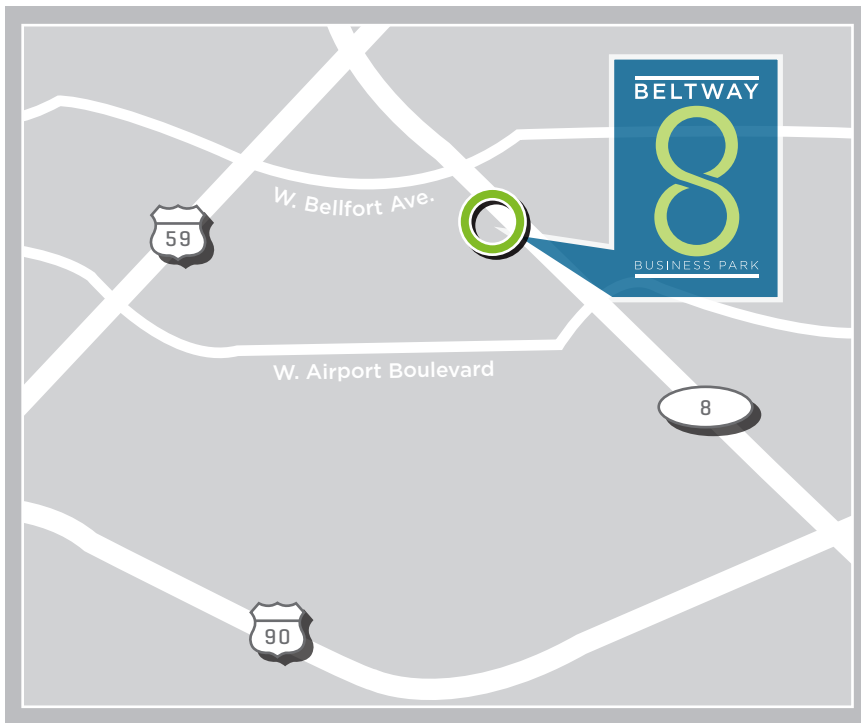 BELTWAY
8
BUSINESS PARK
W. Bellfort Ave.
59
W. Airport Boulevard
8
90